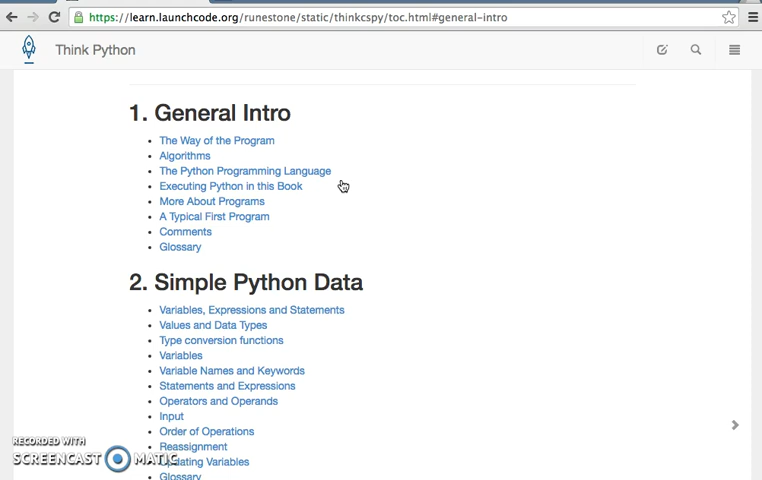 https://learn.launchcode.org/runestone/static/thinkcspy/toc.html#general-intro
Think Python
1. General Intro
The Way of the Program
Algorithms
The Python Programming Language
Executing Python in this Book
More About Programs
A Typical First Program
Comments
Glossary
2. Simple Python Data
Variables, Expressions and Statements
Values and Data Types
Type conversion functions
Variables
Variable Names and Keywords
Statements and Expressions
Operators and Operands
Input
Order of Operations
Reassignment
Updating Variables
Glossary
RECORDED WITH
SCREENCAST MATIC